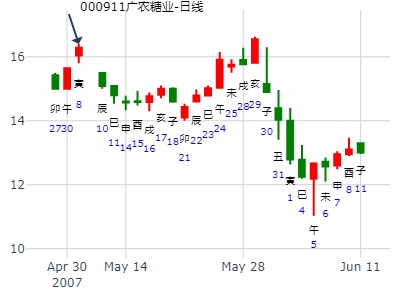 000911广农糖业-日线
16
14
12
10
卯 午 寅 辰 巳 申 酉 戌 亥 子 卯 辰 巳 午 未 戌 亥 子 丑 寅 巳 午 未 申 酉 子
27 30 8 10 11 14 15 16 17 18 21 22 23 24 25 28 29 30 31 1 4 5 6 7 8 11
Apr 30 May 14 May 28 Jun 11
2007